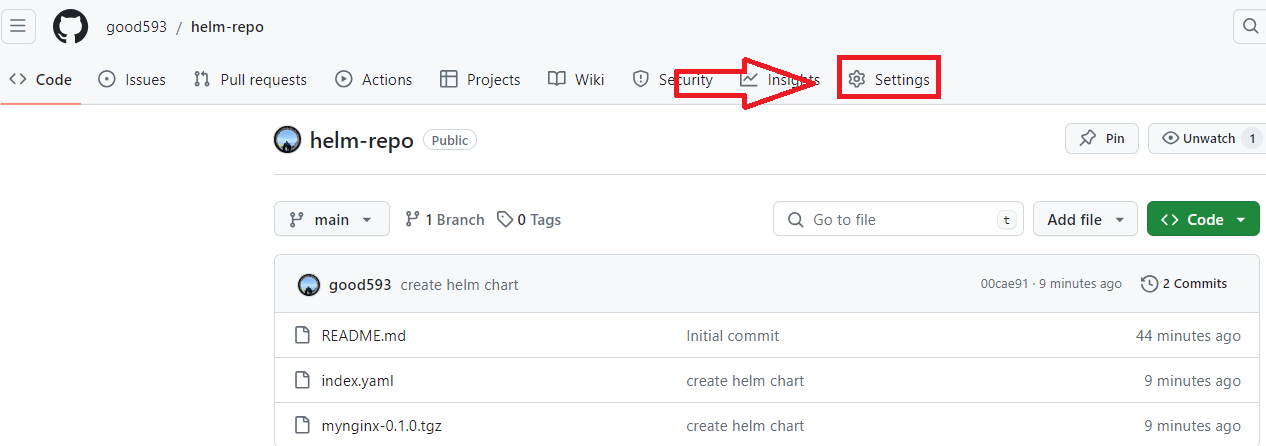 good593 / helm-repo
Code Issues Pull requests Actions Projects Wiki Security Insights Settings
helm-repo Public Pin Unwatch 1
main 1 Branch 0 Tags Go to file t Add file Code
good593 create helm chart 00cae91 · 9 minutes ago 2 Commits
README.md Initial commit 44 minutes ago
index.yaml create helm chart 9 minutes ago
mynginx-0.1.0.tgz create helm chart 9 minutes ago